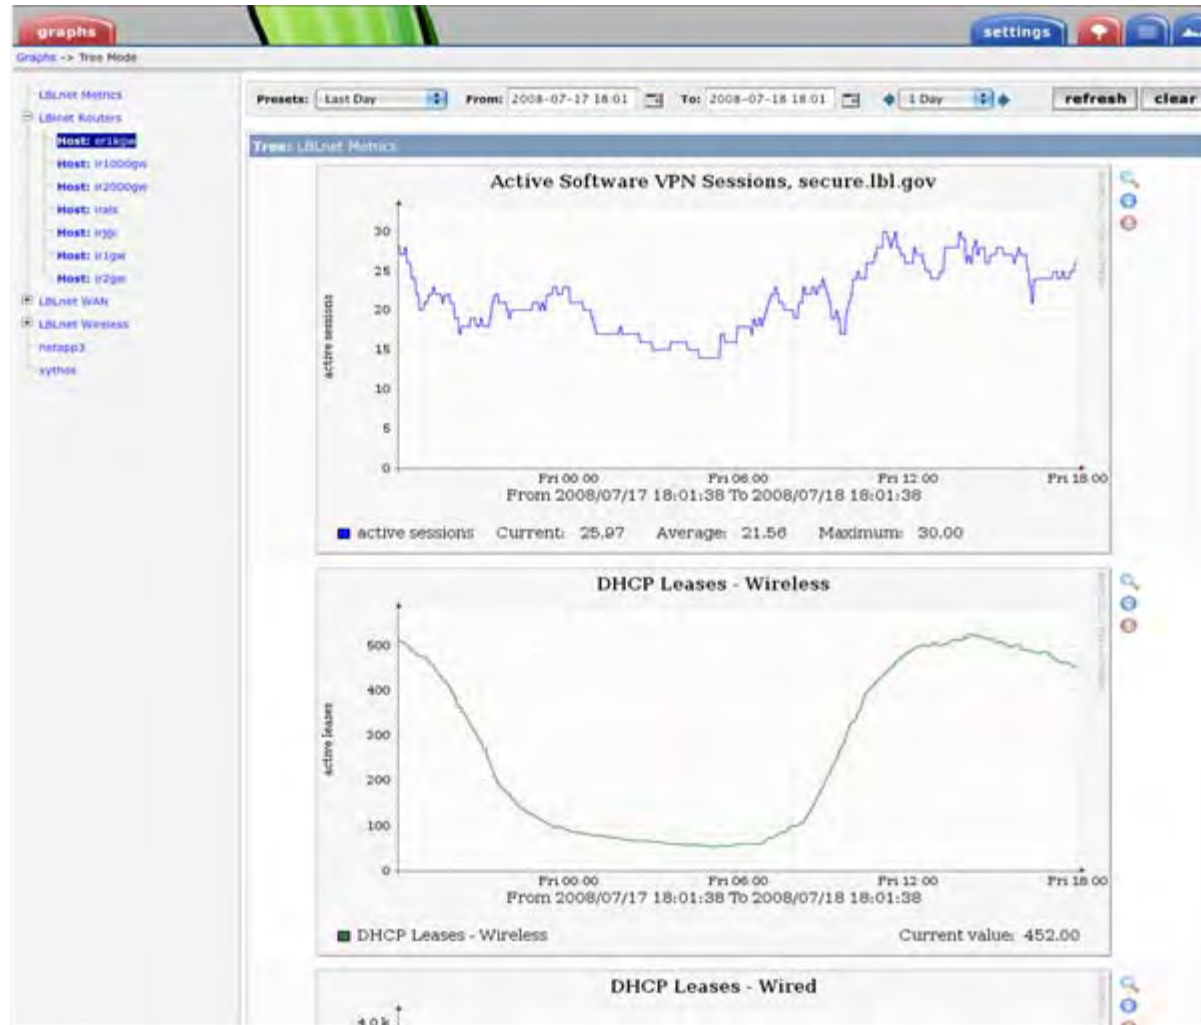 graphs
settings
Graphs -> Tree Mode
LBLnet Metrics
LBLnet Routers
Host: erikgw
Host: ir1000gw
Host: ir2000gw
Host: irals
Host: irjgi
Host: ir1gw
Host: ir2gw
LBLnet WAN
LBLnet Wireless
netapp3
xythos
Presets: Last Day From: 2008-07-17 18:01 To: 2008-07-18 18:01 1 Day refresh clear
Tree: LBLnet Metrics
Active Software VPN Sessions, secure.lbl.gov
active sessions
30
25
20
15
10
5
0
Fri 00:00 Fri 06:00 Fri 12:00 Fri 18:00
From 2008/07/17 18:01:38 To 2008/07/18 18:01:38
active sessions Current: 25.97 Average: 21.56 Maximum: 30.00
DHCP Leases - Wireless
active leases
500
400
300
200
100
0
Fri 00:00 Fri 06:00 Fri 12:00 Fri 18:00
From 2008/07/17 18:01:38 To 2008/07/18 18:01:38
DHCP Leases - Wireless Current value: 452.00
DHCP Leases - Wired
4.0 k